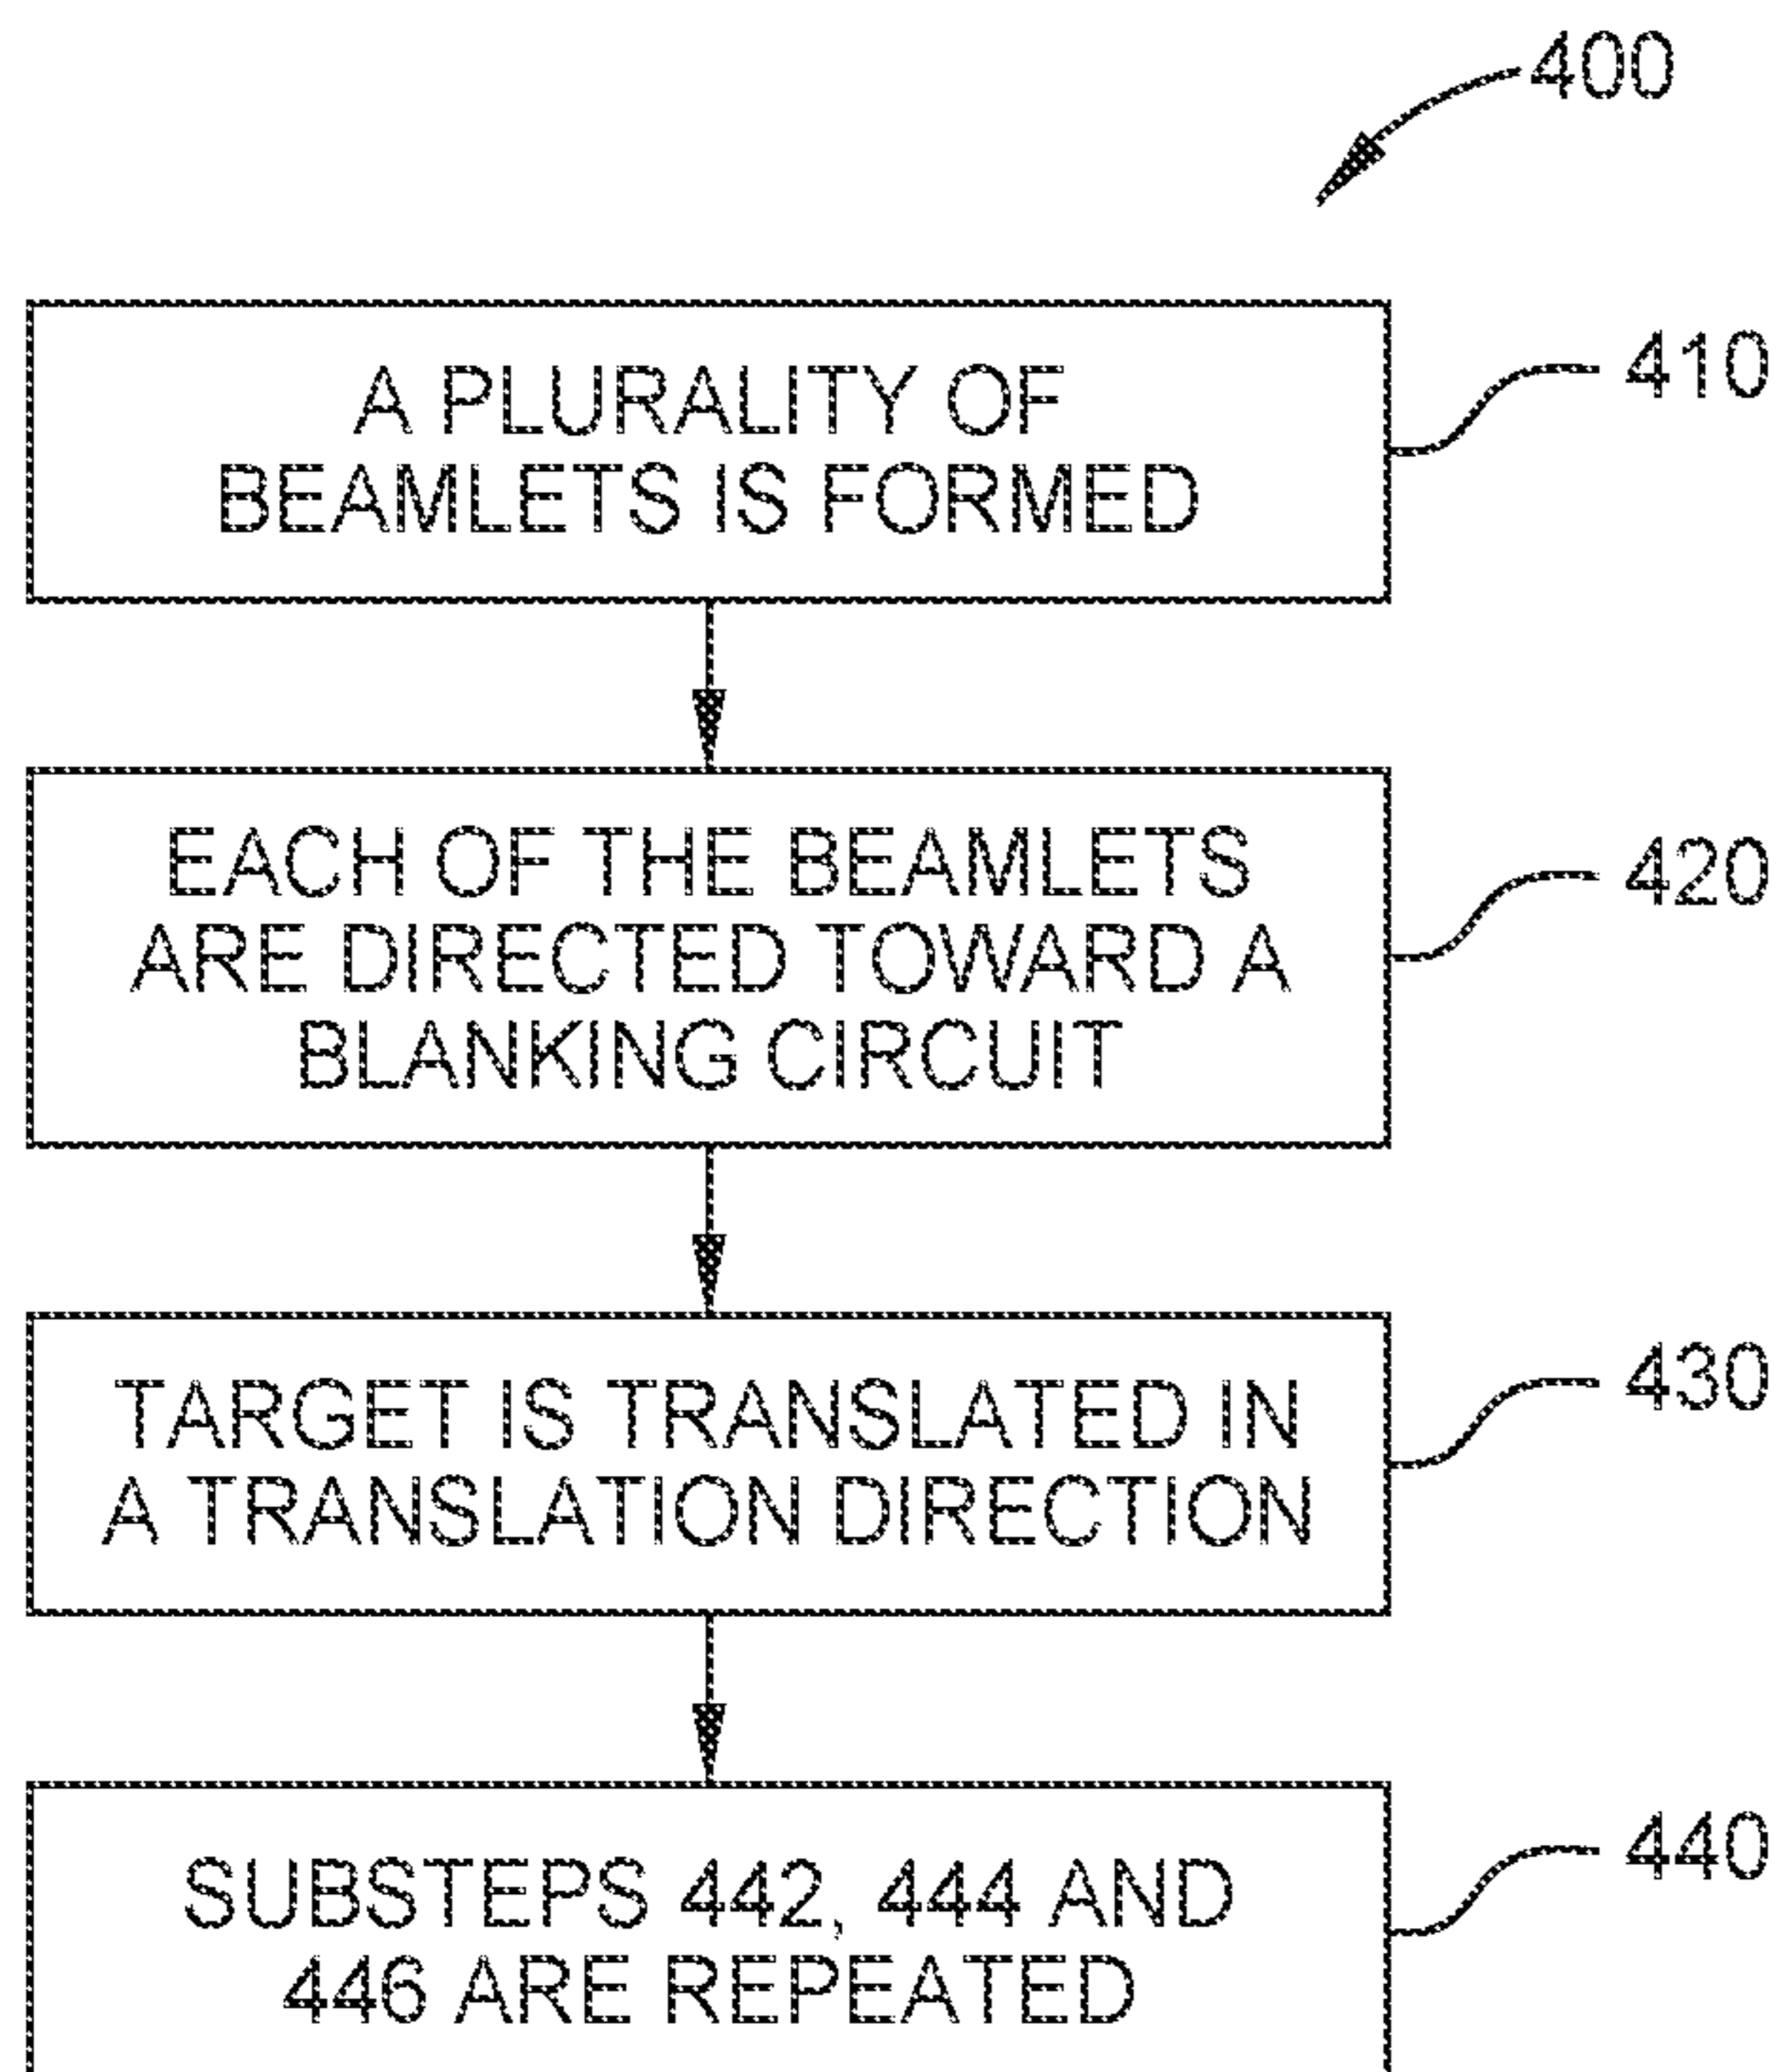 400
A PLURALITY OF
BEAMLETS IS FORMED
410
EACH OF THE BEAMLETS
ARE DIRECTED TOWARD A
BLANKING CIRCUIT
420
TARGET IS TRANSLATED IN
A TRANSLATION DIRECTION
430
SUBSTEPS 442, 444 AND
446 ARE REPEATED
440